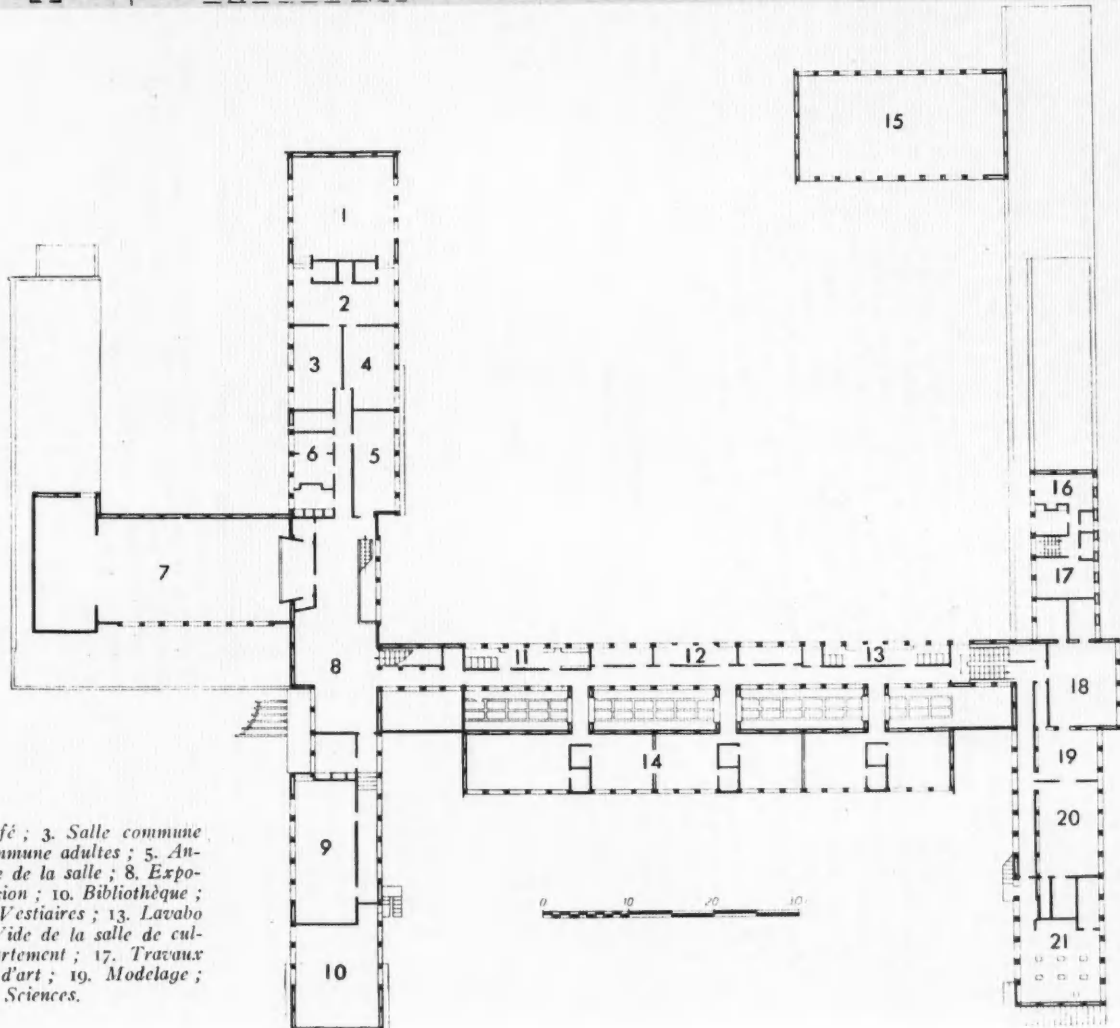 15
1
2
3 4
6 5
16
7
17
8
11 12 13
18
14
19
9
20
10
21
0 10 20 30
fé ; 3. Salle commune
mmune adultes ; 5. An-
e de la salle ; 8. Expo-
ion ; 10. Bibliothèque ;
Vestiaires ; 13. Lavabo
Vide de la salle de cul-
rtement ; 17. Travaux
d'art ; 19. Modelage ;
Sciences.